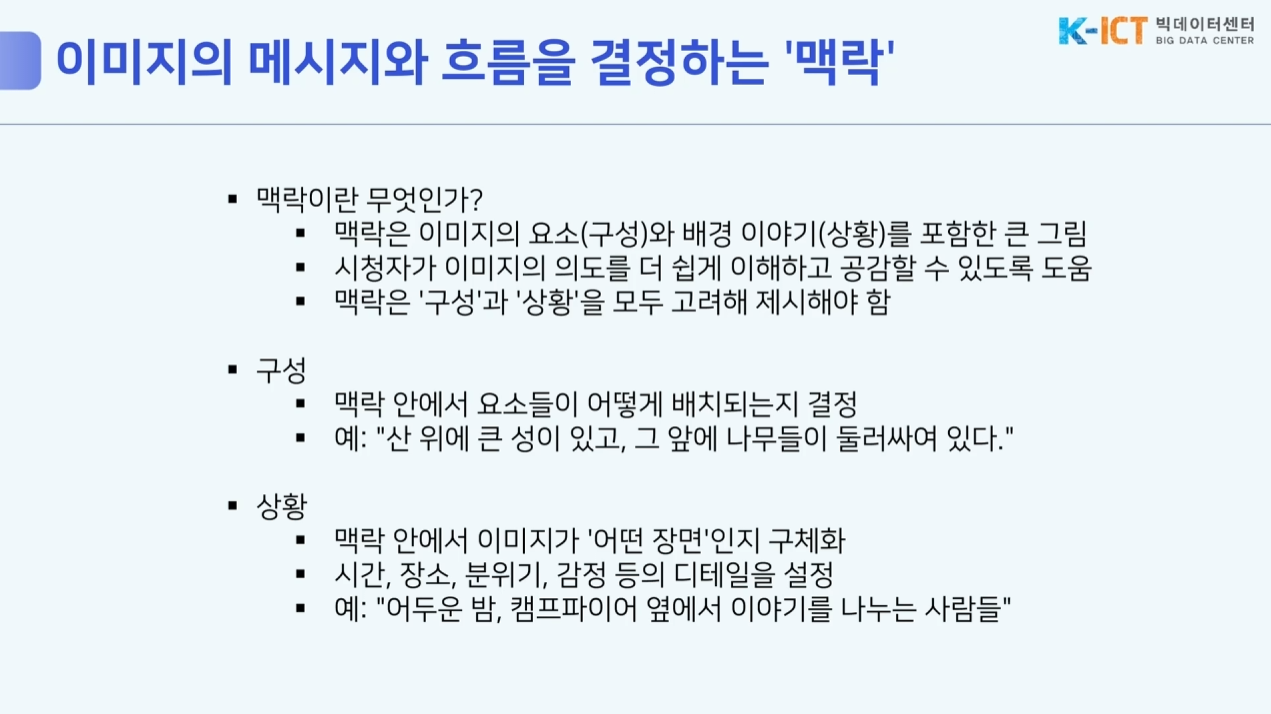 이미지의 메시지와 흐름을 결정하는 '맥락'
K-ICT 빅데이터센터
BIG DATA CENTER
▪ 맥락이란 무엇인가?
▪ 맥락은 이미지의 요소(구성)와 배경 이야기(상황)를 포함한 큰 그림
▪ 시청자가 이미지의 의도를 더 쉽게 이해하고 공감할 수 있도록 도움
▪ 맥락은 '구성'과 '상황'을 모두 고려해 제시해야 함
▪ 구성
▪ 맥락 안에서 요소들이 어떻게 배치되는지 결정
▪ 예: "산 위에 큰 성이 있고, 그 앞에 나무들이 둘러싸여 있다."
▪ 상황
▪ 맥락 안에서 이미지가 '어떤 장면'인지 구체화
▪ 시간, 장소, 분위기, 감정 등의 디테일을 설정
▪ 예: "어두운 밤, 캠프파이어 옆에서 이야기를 나누는 사람들"